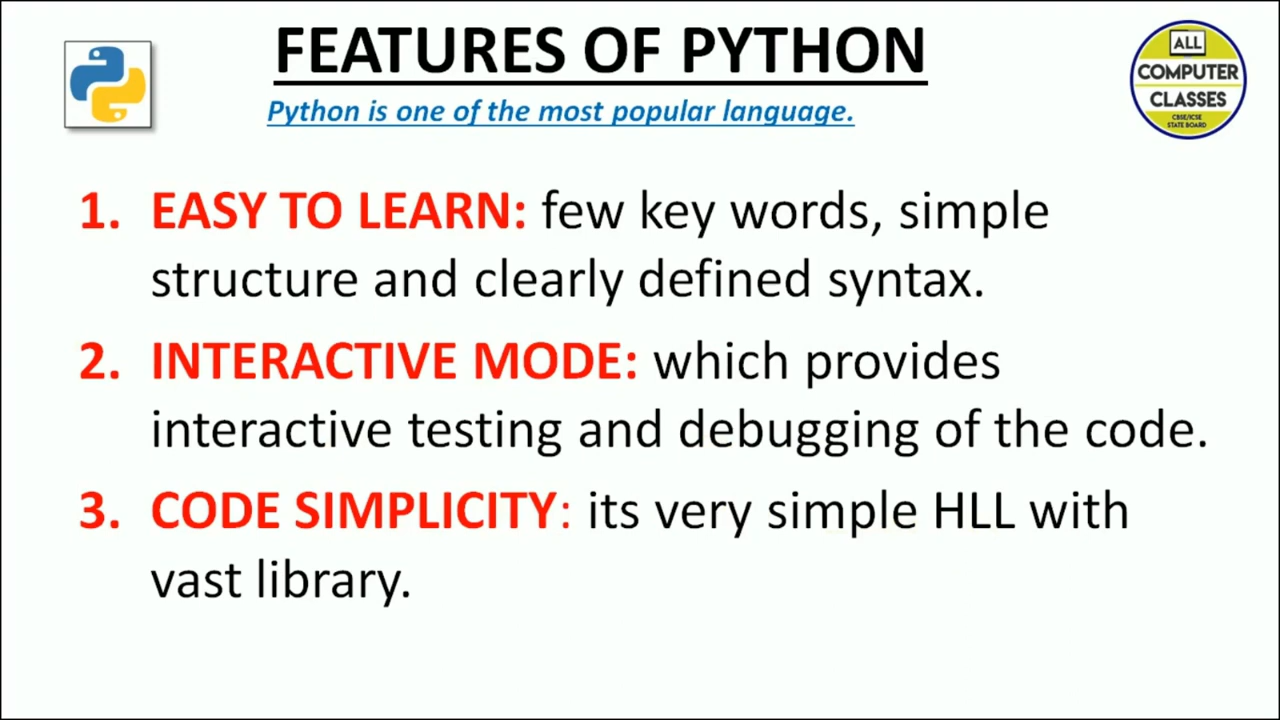 FEATURES OF PYTHON
Python is one of the most popular language.
ALL
COMPUTER
CLASSES
CBSE/ICSE
STATE BOARD
1. EASY TO LEARN: few key words, simple
structure and clearly defined syntax.
2. INTERACTIVE MODE: which provides
interactive testing and debugging of the code.
3. CODE SIMPLICITY: its very simple HLL with
vast library.